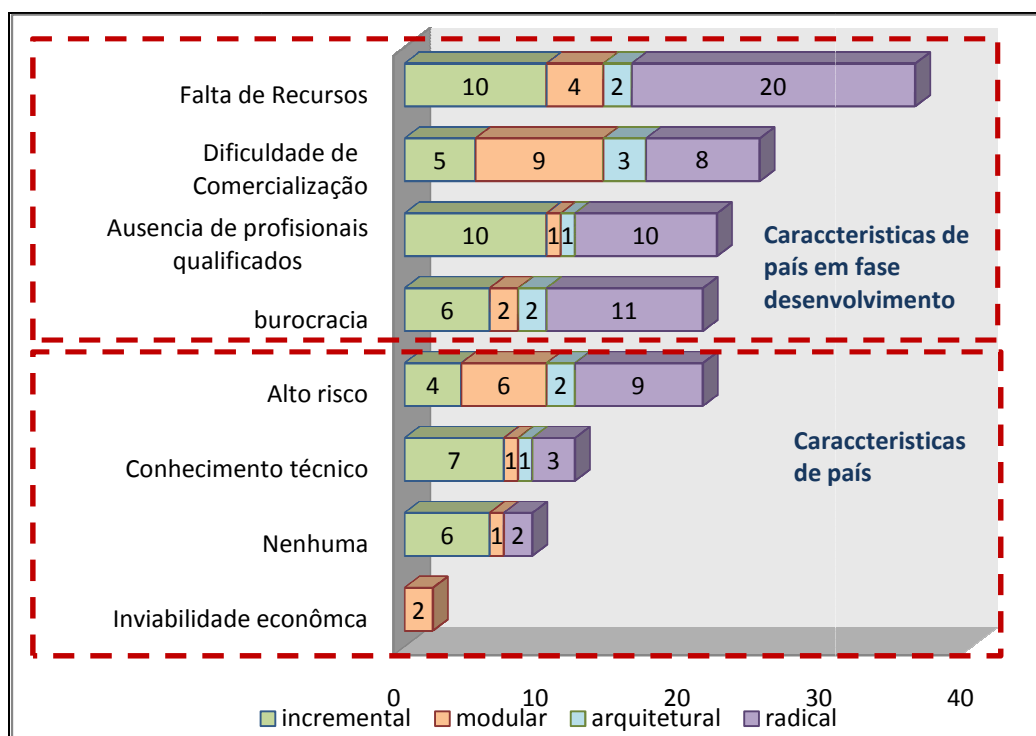 Falta de Recursos
10 4 2 20
Dificuldade de
Comercialização
5 9 3 8
Ausencia de profisionais
qualificados
10 1 1 10
burocracia
6 2 2 11
Caraccteristicas de
país em fase
desenvolvimento
Alto risco
4 6 2 9
Conhecimento técnico
7 1 1 3
Caraccteristicas
de país
Nenhuma
6 1 2
Inviabilidade econômca
2
0 10 20 30 40
incremental modular arquitetural radical